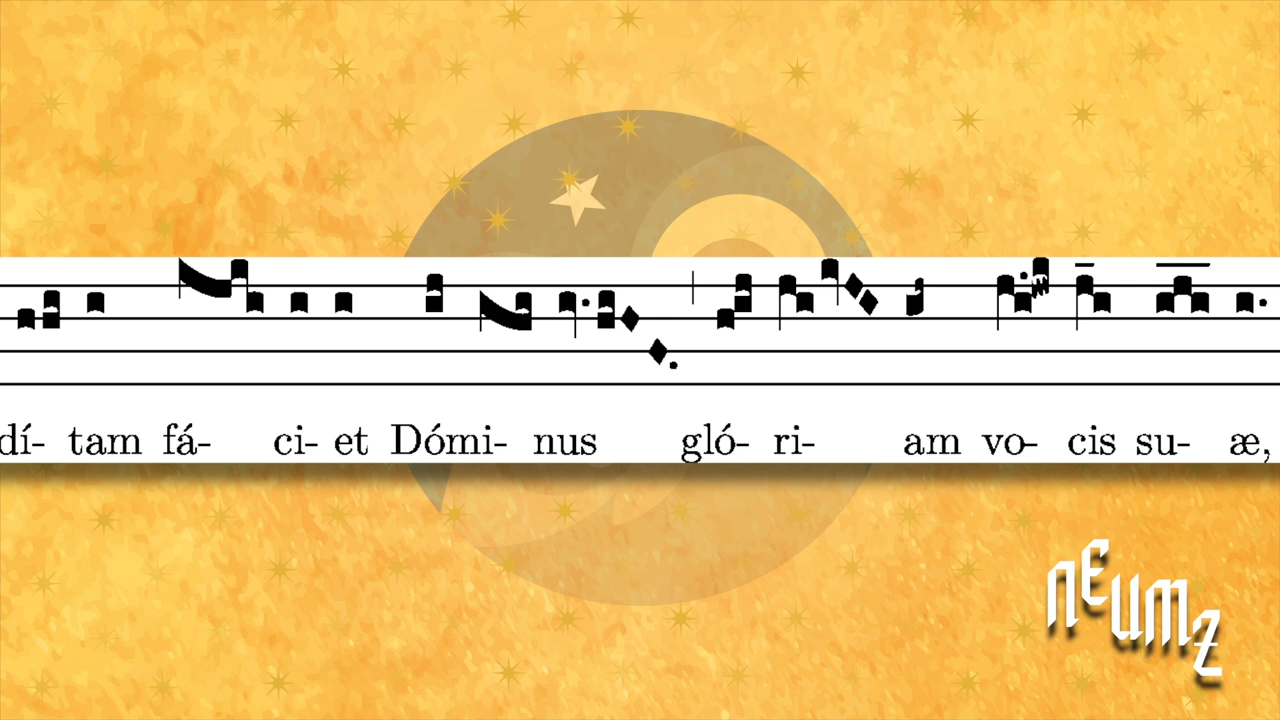 dí- tam fá- ci- et Dómi- nus gló- ri- am vo- cis su- æ,
nEUMZ